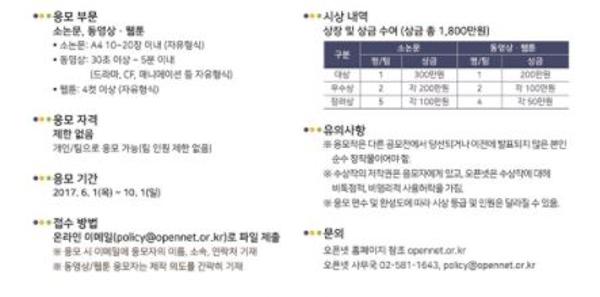 응모 부문
소논문, 동영상 · 웹툰
• 소논문: A4 10~20장 이내 (자유형식)
• 동영상: 30초 이상 ~ 5분 이내
(드라마, CF, 애니메이션 등 자유형식)
• 웹툰: 4컷 이상 (자유형식)
응모 자격
제한 없음
개인/팀으로 응모 가능(팀 인원 제한 없음)
응모 기간
2017. 6. 1(목) ~ 10. 1(일)
접수 방법
온라인 이메일(policy@opennet.or.kr)로 파일 제출
※ 응모 시 이메일에 응모자의 이름, 소속, 연락처 기재
※ 동영상/웹툰 응모자는 제작 의도를 간략히 기재
시상 내역
상장 및 상금 수여 (상금 총 1,800만원)
구분 소논문 동영상 · 웹툰
명/팀 상금 명/팀 상금
대상 1 300만원 1 200만원
우수상 2 각 200만원 2 각 100만원
장려상 5 각 100만원 4 각 50만원
유의사항
※ 응모작은 다른 공모전에서 당선되거나 이전에 발표되지 않은 본인
순수 창작물이어야 함.
※ 수상작의 저작권은 응모자에게 있고, 오픈넷은 수상작에 대해
비독점적, 비영리적 사용허락을 가짐.
※ 응모 편수 및 완성도에 따라 시상 등급 및 인원은 달라질 수 있음.
문의
오픈넷 홈페이지 참조 opennet.or.kr
오픈넷 사무국 02-581-1643, policy@opennet.or.kr